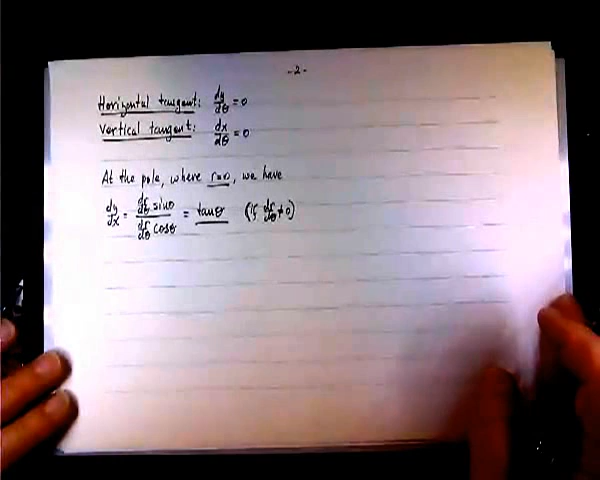 -2-
Horizontal tangent: dy/dθ = 0
Vertical tangent: dx/dθ = 0
At the pole, where r=0, we have
dy/dx = (dr/dθ sinθ)/(dr/dθ cosθ) = tanθ (if dr/dθ ≠ 0)